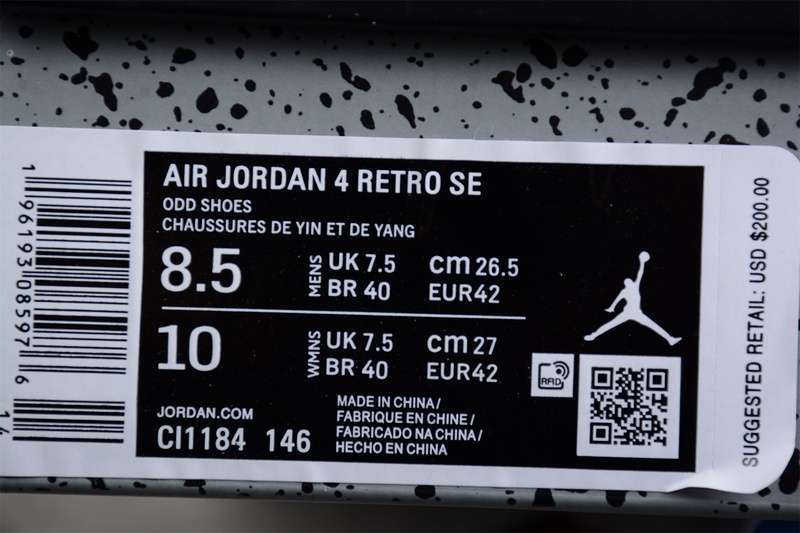 AIR JORDAN 4 RETRO SE
ODD SHOES
CHAUSSURES DE YIN ET DE YANG
8.5 MENS UK 7.5 cm 26.5
BR 40 EUR42
10 WMNS UK 7.5 cm 27
BR 40 EUR42
RFID
JORDAN.COM
CI1184 146
MADE IN CHINA/
FABRIQUE EN CHINE/
FABRICADO NA CHINA/
HECHO EN CHINA
1 96193 08597 6
14
SUGGESTED RETAIL: USD $200.00